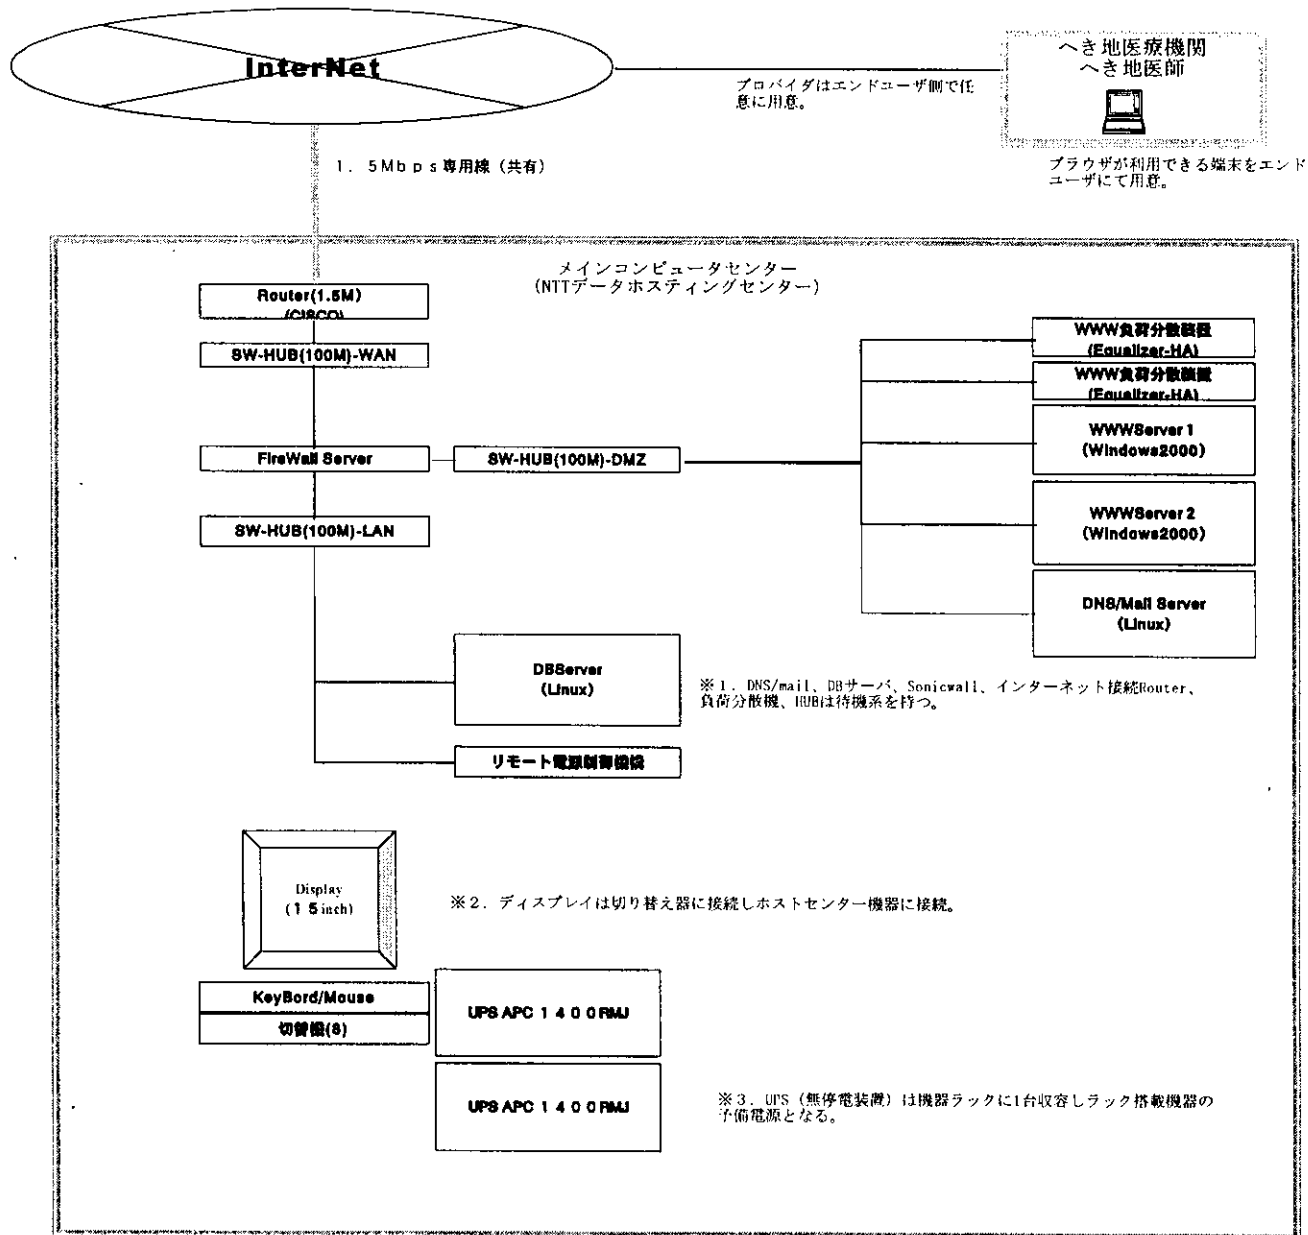 InterNet
へき地医療機関
へき地医師
プロバイダはエンドユーザ側で任
意に用意。
ブラウザが利用できる端末をエンド
ユーザにて用意。
1．5Mbps専用線（共有）
メインコンピュータセンター
(NTTデータホスティングセンター)
Router(1.5M)
(CISCO)
SW-HUB(100M)-WAN
FireWall Server
SW-HUB(100M)-DMZ
SW-HUB(100M)-LAN
WWW負荷分散装置
(Equalizer-HA)
WWW負荷分散装置
(Equalizer-HA)
WWWServer 1
(Windows2000)
WWWServer 2
(Windows2000)
DNS/Mail Server
(Linux)
DBServer
(Linux)
※1．DNS/mail、DBサーバ、Sonicwall、インターネット接続Router、
負荷分散機、HUBは待機系を持つ。
リモート電源制御機機
Display
(15inch)
※2．ディスプレイは切り替え器に接続しホストセンター機器に接続。
KeyBord/Mouse
切替機(8)
UPS APC 1400RMJ
UPS APC 1400RMJ
※3．UPS（無停電装置）は機器ラックに1台収容しラック搭載機器の
予備電源となる。